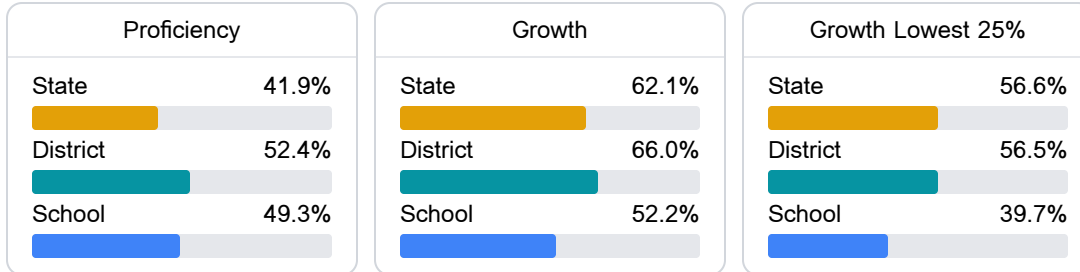 Proficiency
State 41.9%
District 52.4%
School 49.3%
Growth
State 62.1%
District 66.0%
School 52.2%
Growth Lowest 25%
State 56.6%
District 56.5%
School 39.7%